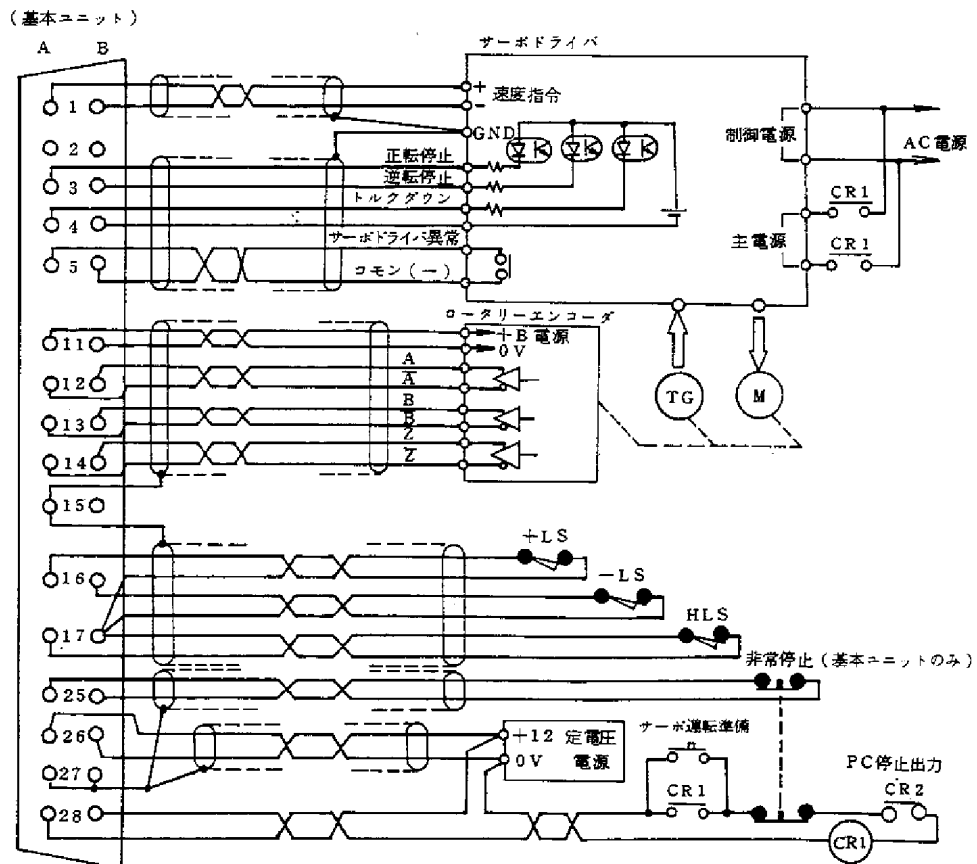 (基本ユニット)
A B
サーボドライバ
1
+
-
速度指令
2
GND
制御電源
AC電源
正転停止
3
逆転停止
トルクダウン
CR1
4
主電源
サーボドライバ異常
5
コモン(ー)
CR1
ロータリーエンコーダ
11
+B電源
0V
12
A
A
TG
M
13
B
B
14
Z
Z
15
+LS
16
-LS
17
HLS
非常停止(基本ユニットのみ)
25
26
+12 定電圧
0V 電源
サーボ運転準備
27
PC停止出力
28
CR1
CR2
CR1